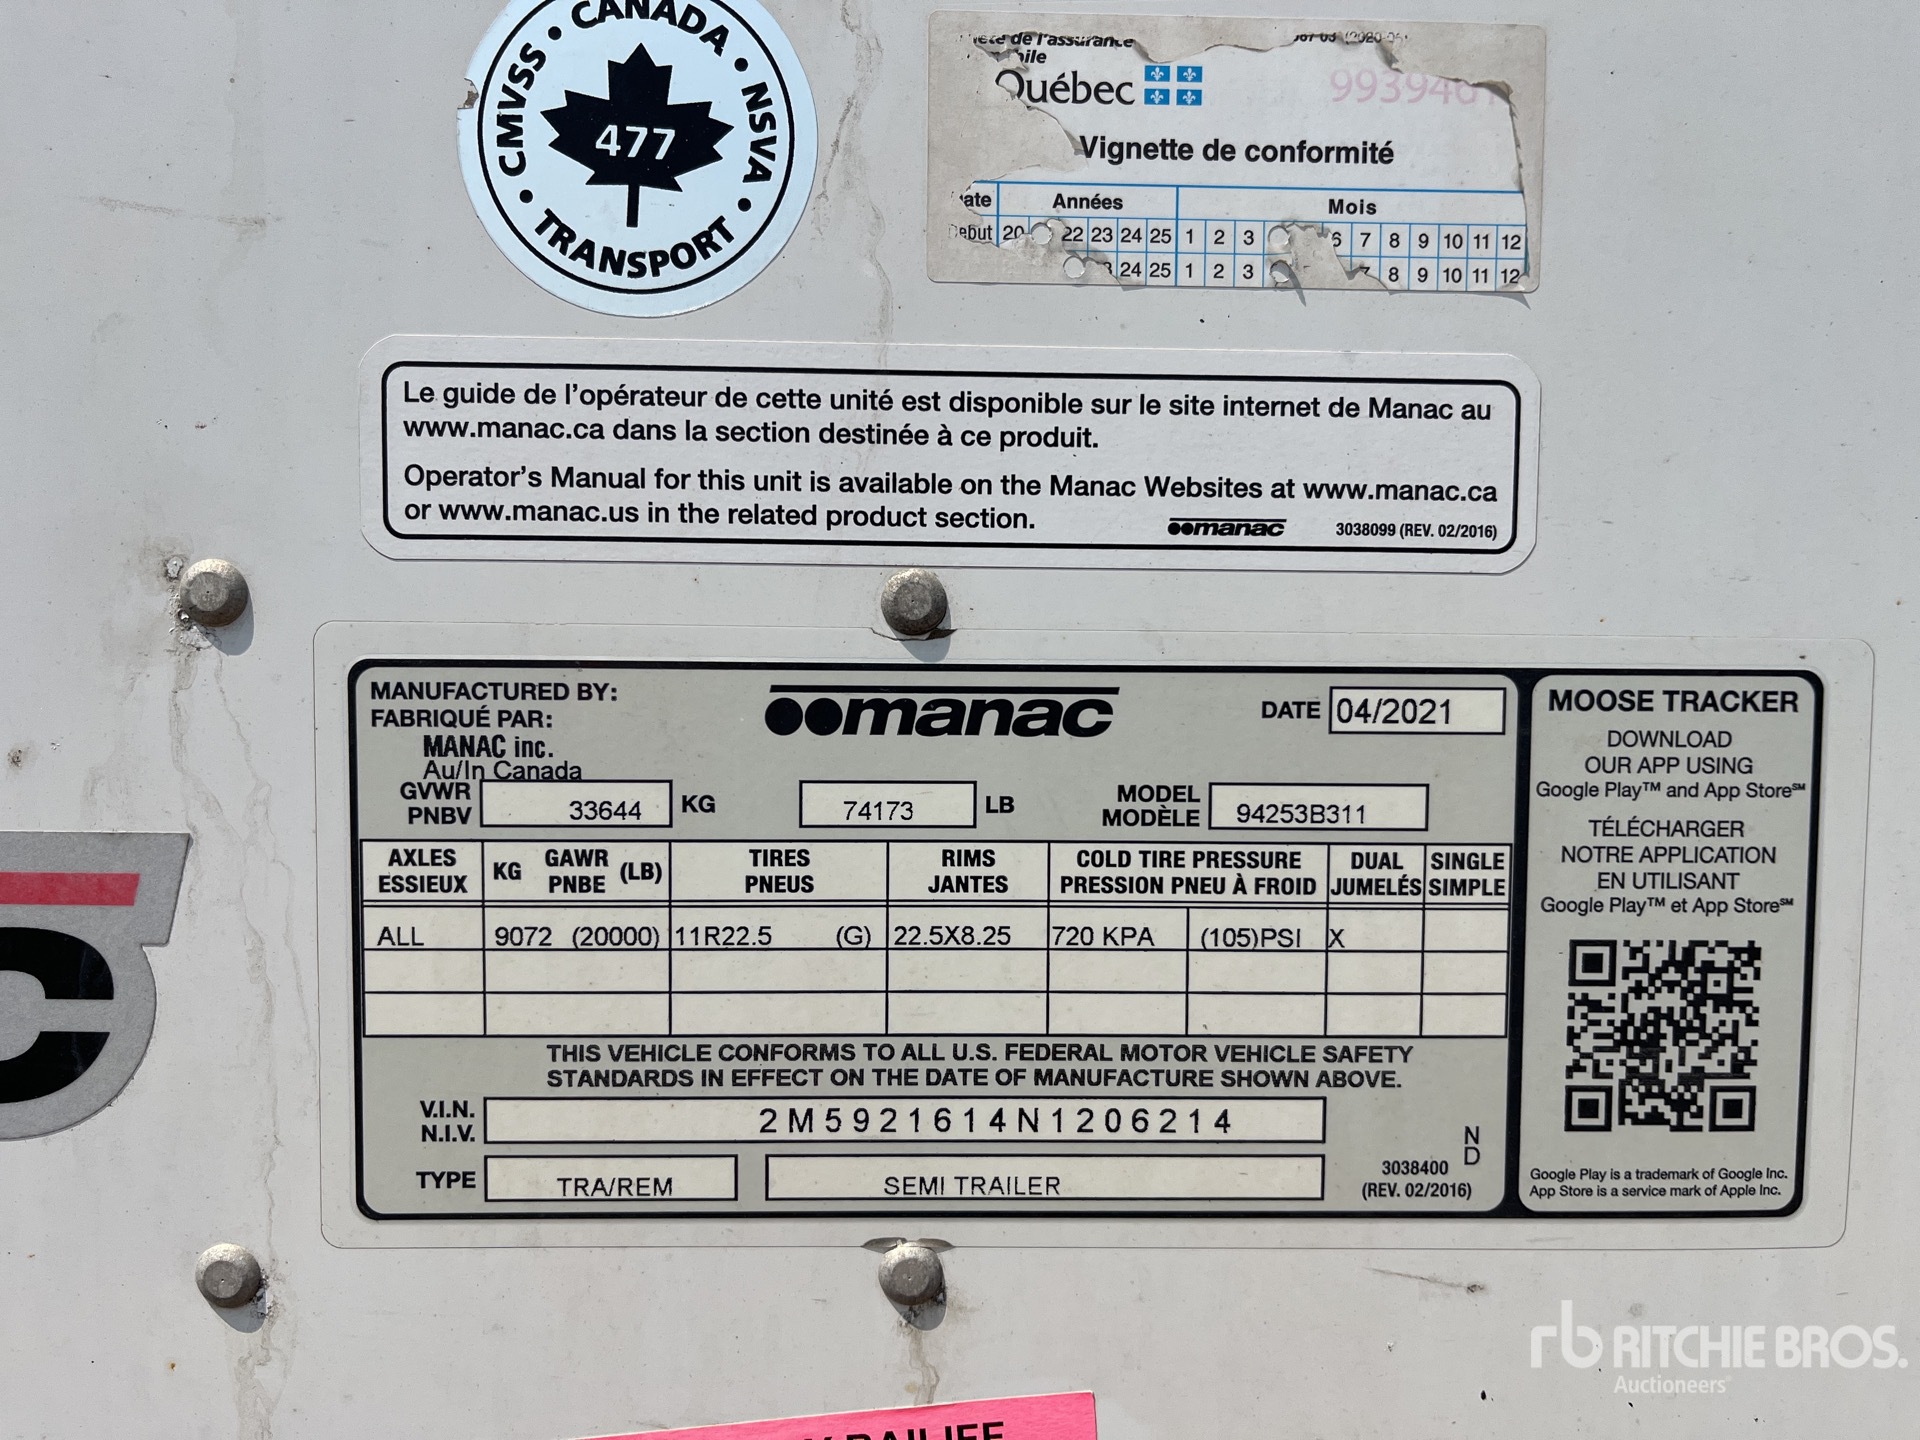 CMVSS • CANADA • NSVA • TRANSPORT •
477
de l'assurance
Québec
Vignette de conformité
Années Mois
20 22 23 24 25 1 2 3 6 7 8 9 10 11 12
24 25 1 2 3 8 9 10 11 12
Le guide de l'opérateur de cette unité est disponible sur le site internet de Manac au
www.manac.ca dans la section destinée à ce produit.
Operator's Manual for this unit is available on the Manac Websites at www.manac.ca
or www.manac.us in the related product section.
manac 3038099 (REV. 02/2016)
MANUFACTURED BY:
FABRIQUÉ PAR:
MANAC inc.
Au/In Canada
manac
DATE 04/2021
GVWR
PNBV
33644 KG 74173 LB
MODEL
MODÈLE
94253B311
AXLES KG GAWR (LB) TIRES RIMS COLD TIRE PRESSURE DUAL SINGLE
ESSIEUX PNBE PNEUS JANTES PRESSION PNEU À FROID JUMELÉS SIMPLE
ALL 9072 (20000) 11R22.5 (G) 22.5X8.25 720 KPA (105)PSI X
THIS VEHICLE CONFORMS TO ALL U.S. FEDERAL MOTOR VEHICLE SAFETY
STANDARDS IN EFFECT ON THE DATE OF MANUFACTURE SHOWN ABOVE.
V.I.N.
N.I.V.
2M5921614N1206214
TYPE TRA/REM SEMI TRAILER
N
D
3038400
(REV. 02/2016)
MOOSE TRACKER
DOWNLOAD
OUR APP USING
Google Play™ and App Store℠
TÉLÉCHARGER
NOTRE APPLICATION
EN UTILISANT
Google Play™ et App Store℠
Google Play is a trademark of Google Inc.
App Store is a service mark of Apple Inc.
C
rb RITCHIE BROS.
Auctioneers